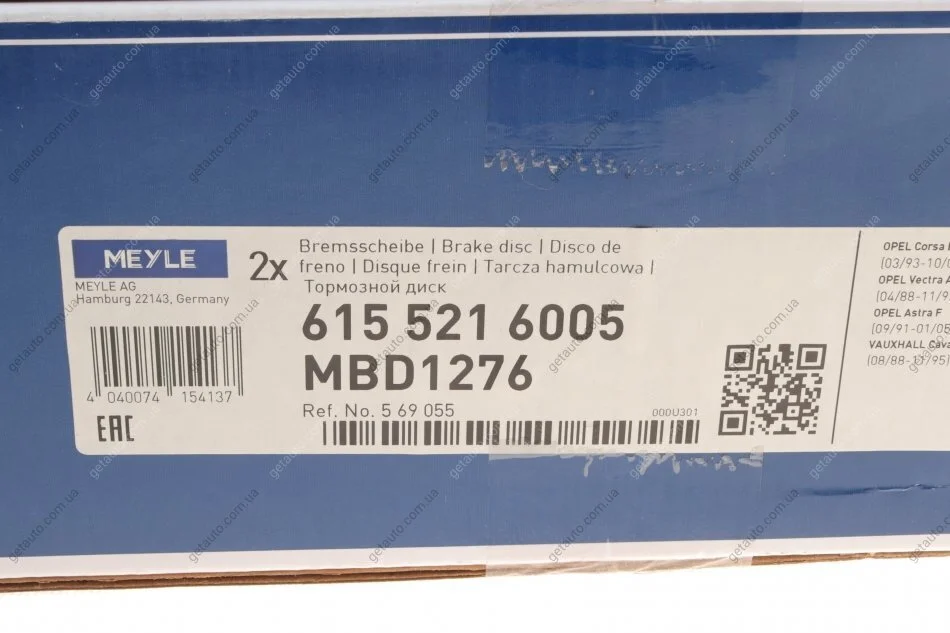 MEYLE
MEYLE AG
Hamburg 22143, Germany
4 040074 154137
EAC
2x
Bremsscheibe | Brake disc | Disco de
freno | Disque frein | Tarcza hamulcowa |
Тормозной диск
615 521 6005
MBD1276
Ref. No. 5 69 055
000U301
OPEL Corsa
(03/93-10/
OPEL Vectra A
(04/88-11/9
OPEL Astra F
(09/91-01/05
VAUXHALL Cava
(08/88-11/95)
getauto.com.ua